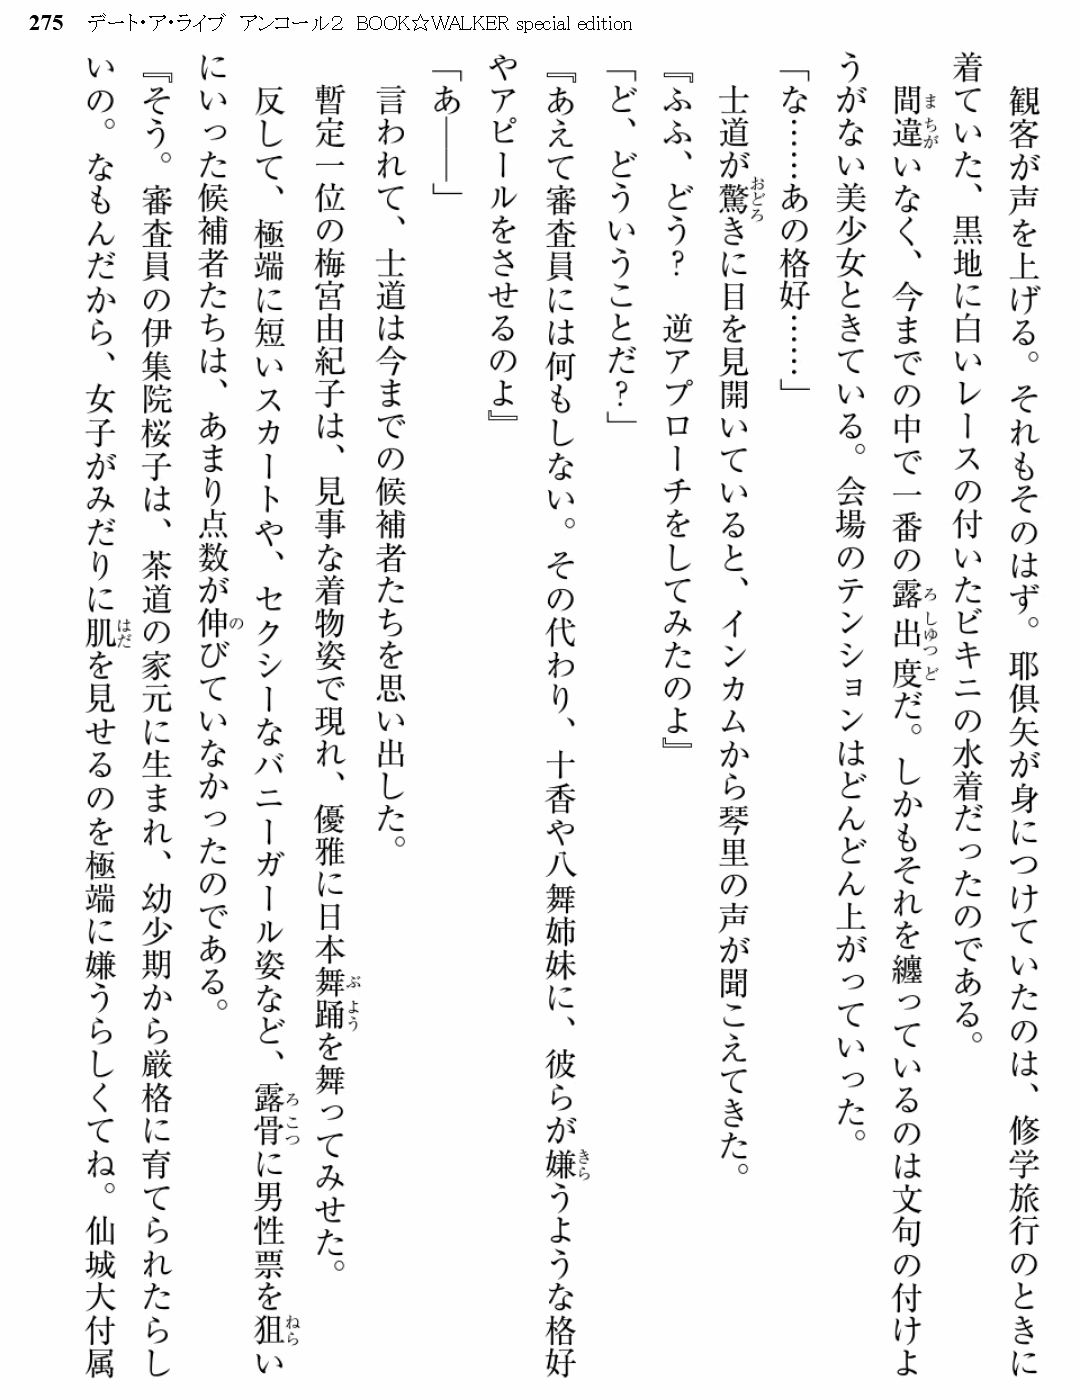 275 デート・ア・ライブ アンコール2 BOOK☆WALKER special edition
　観客が声を上げる。それもそのはず。耶倶矢が身につけていたのは、修学旅行のときに
着ていた、黒地に白いレースの付いたビキニの水着だったのである。
　間違いなく、今までの中で一番の露出度だ。しかもそれを纏っているのは文句の付けよ
うがない美少女ときている。会場のテンションはどんどん上がっていった。
「な……あの格好……」
　士道が驚きに目を見開いていると、インカムから琴里の声が聞こえてきた。
『ふふ、どう？　逆アプローチをしてみたのよ』
「ど、どういうことだ？」
『あえて審査員には何もしない。その代わり、十香や八舞姉妹に、彼らが嫌うような格好
やアピールをさせるのよ』
「あ——」
　言われて、士道は今までの候補者たちを思い出した。
　暫定一位の梅宮由紀子は、見事な着物姿で現れ、優雅に日本舞踊を舞ってみせた。
　反して、極端に短いスカートや、セクシーなバニーガール姿など、露骨に男性票を狙い
にいった候補者たちは、あまり点数が伸びていなかったのである。
『そう。審査員の伊集院桜子は、茶道の家元に生まれ、幼少期から厳格に育てられたらし
いの。なもんだから、女子がみだりに肌を見せるのを極端に嫌うらしくてね。仙城大付属